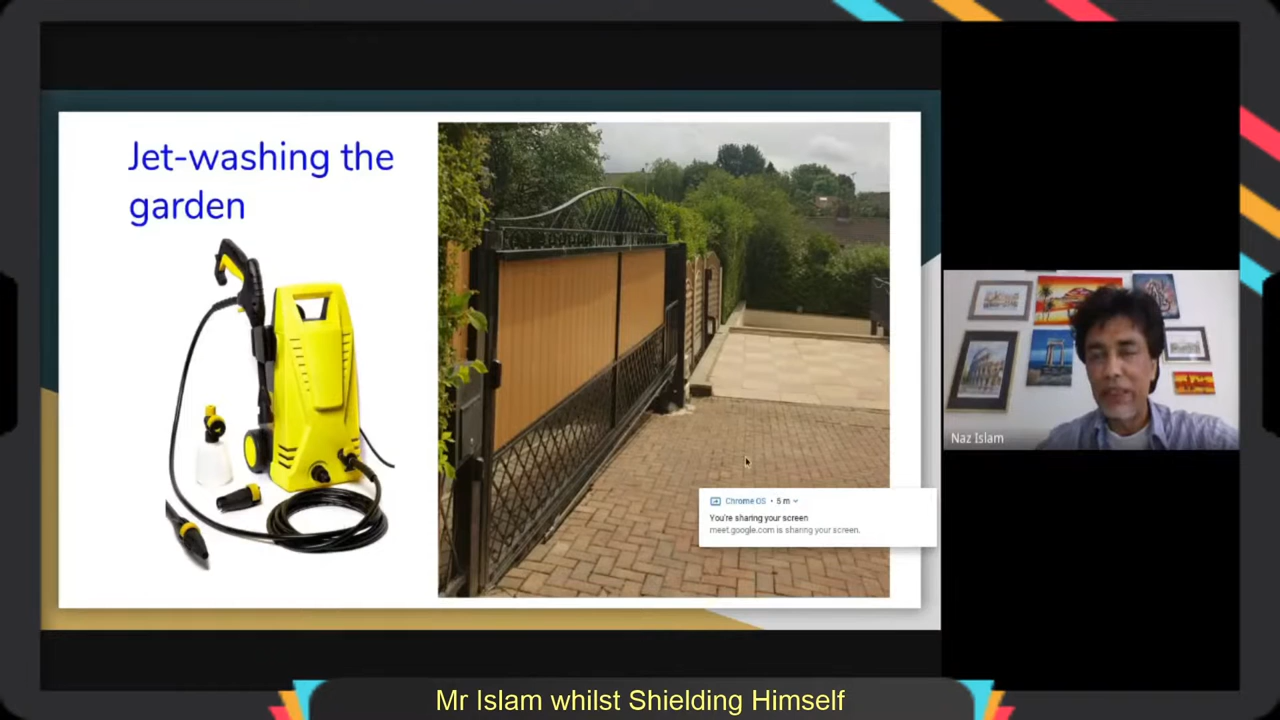 Jet-washing the
garden
Naz Islam
Chrome OS • 5 m
You're sharing your screen
meet.google.com is sharing your screen.
Mr Islam whilst Shielding Himself